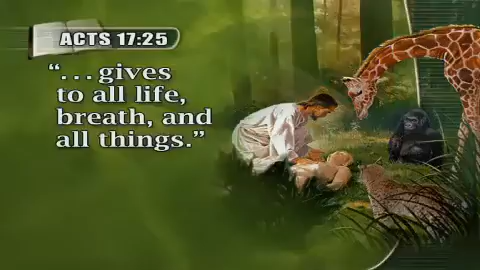 ACTS 17:25
“...gives
to all life,
breath, and
all things.”